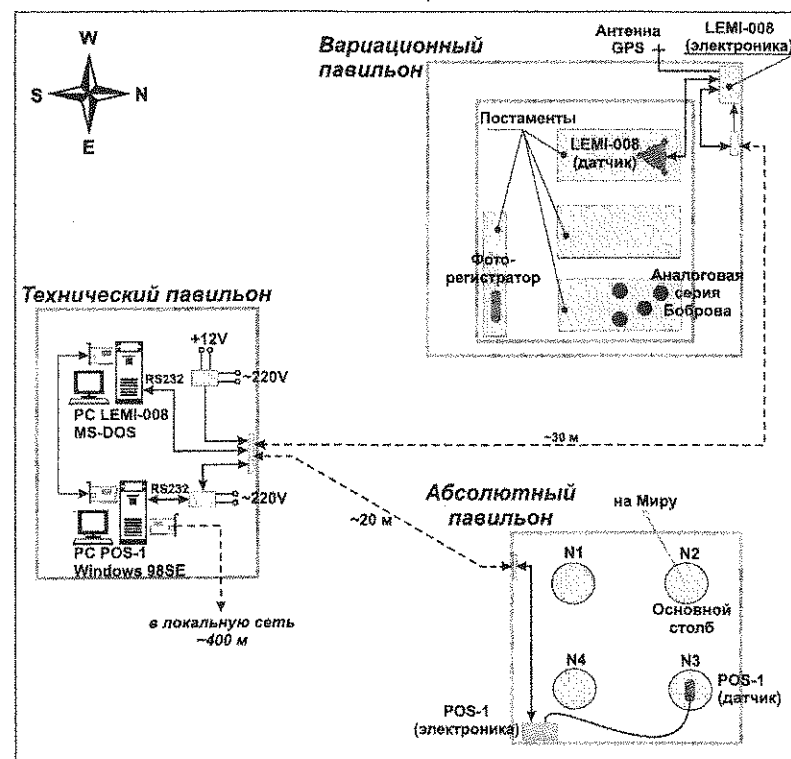 W
S
N
E
Вариационный
павильон
Антенна
GPS
LEMI-008
(электроника)
Постаменты
LEMI-008
(датчик)
Фото-
регистратор
Аналоговая
серия
Боброва
Технический павильон
+12V
~220V
RS232
PC LEMI-008
MS-DOS
~30 м
RS232
~220V
PC POS-1
Windows 98SE
~20 м
в локальную сеть
~400 м
Абсолютный
павильон
на Миру
N1
N2
Основной
столб
N4
N3
POS-1
(датчик)
POS-1
(электроника)